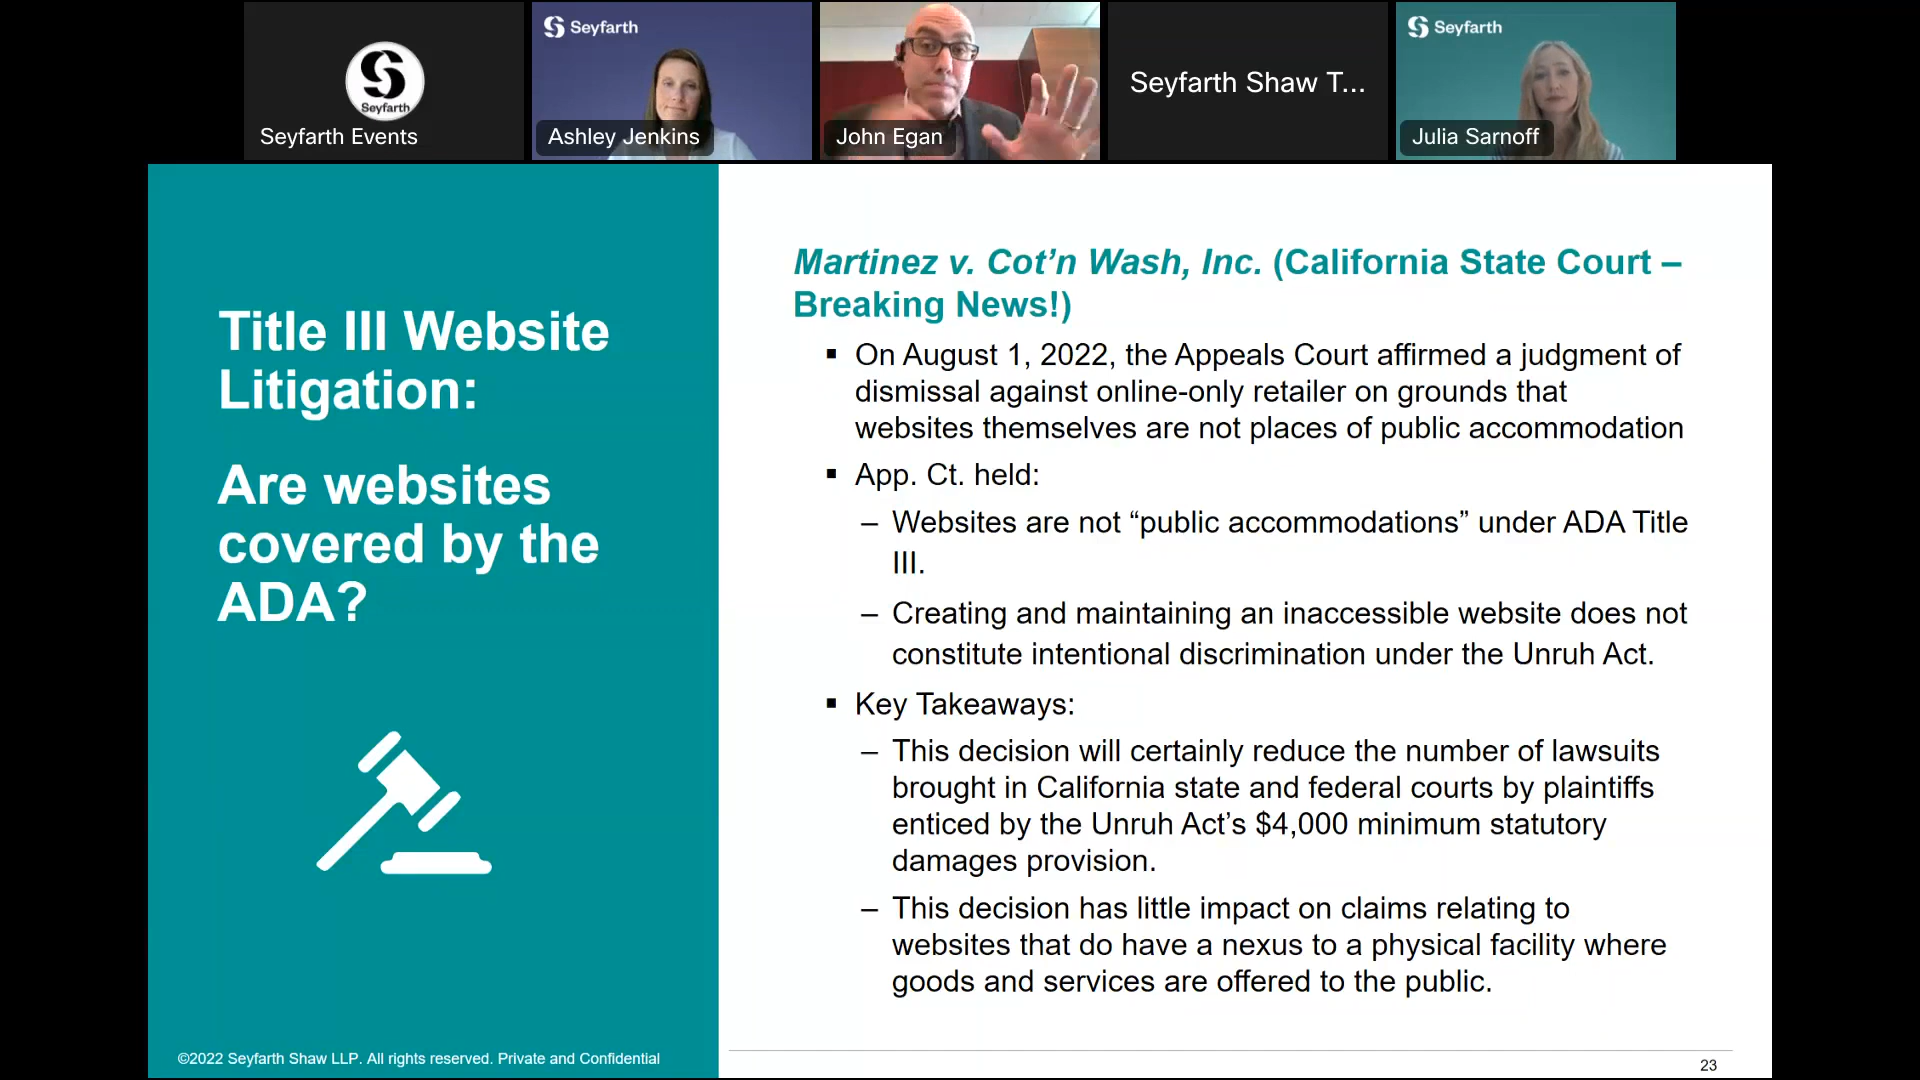 Seyfarth
Seyfarth Events
Seyfarth
Ashley Jenkins
John Egan
Seyfarth Shaw T...
Seyfarth
Julia Sarnoff
Title III Website
Litigation:
Are websites
covered by the
ADA?
©2022 Seyfarth Shaw LLP. All rights reserved. Private and Confidential
Martinez v. Cot’n Wash, Inc. (California State Court –
Breaking News!)
▪ On August 1, 2022, the Appeals Court affirmed a judgment of
dismissal against online-only retailer on grounds that
websites themselves are not places of public accommodation
▪ App. Ct. held:
– Websites are not “public accommodations” under ADA Title
III.
– Creating and maintaining an inaccessible website does not
constitute intentional discrimination under the Unruh Act.
▪ Key Takeaways:
– This decision will certainly reduce the number of lawsuits
brought in California state and federal courts by plaintiffs
enticed by the Unruh Act’s $4,000 minimum statutory
damages provision.
– This decision has little impact on claims relating to
websites that do have a nexus to a physical facility where
goods and services are offered to the public.
23